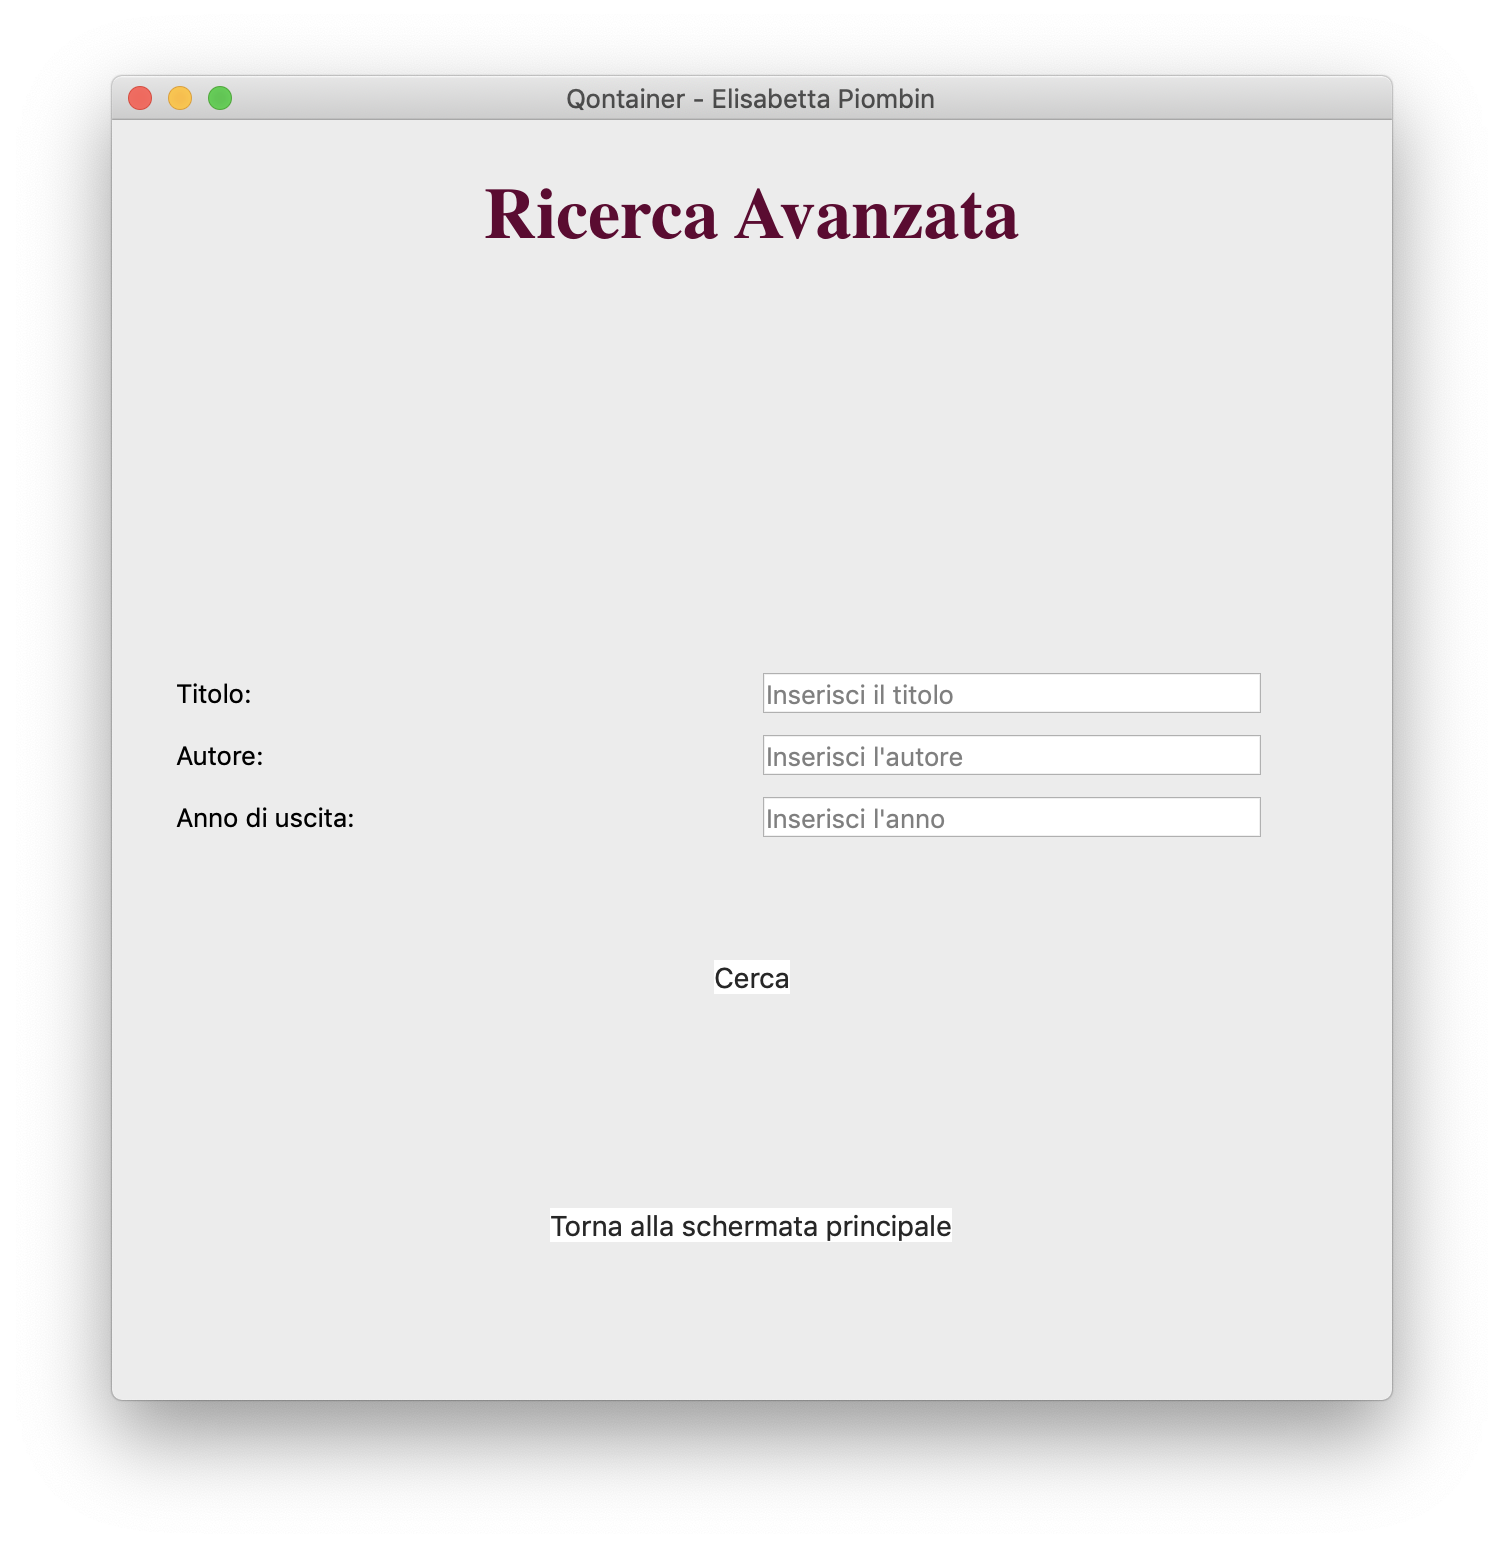 Qontainer - Elisabetta Piombin
Ricerca Avanzata
Titolo: Inserisci il titolo
Autore: Inserisci l'autore
Anno di uscita: Inserisci l'anno
Cerca
Torna alla schermata principale